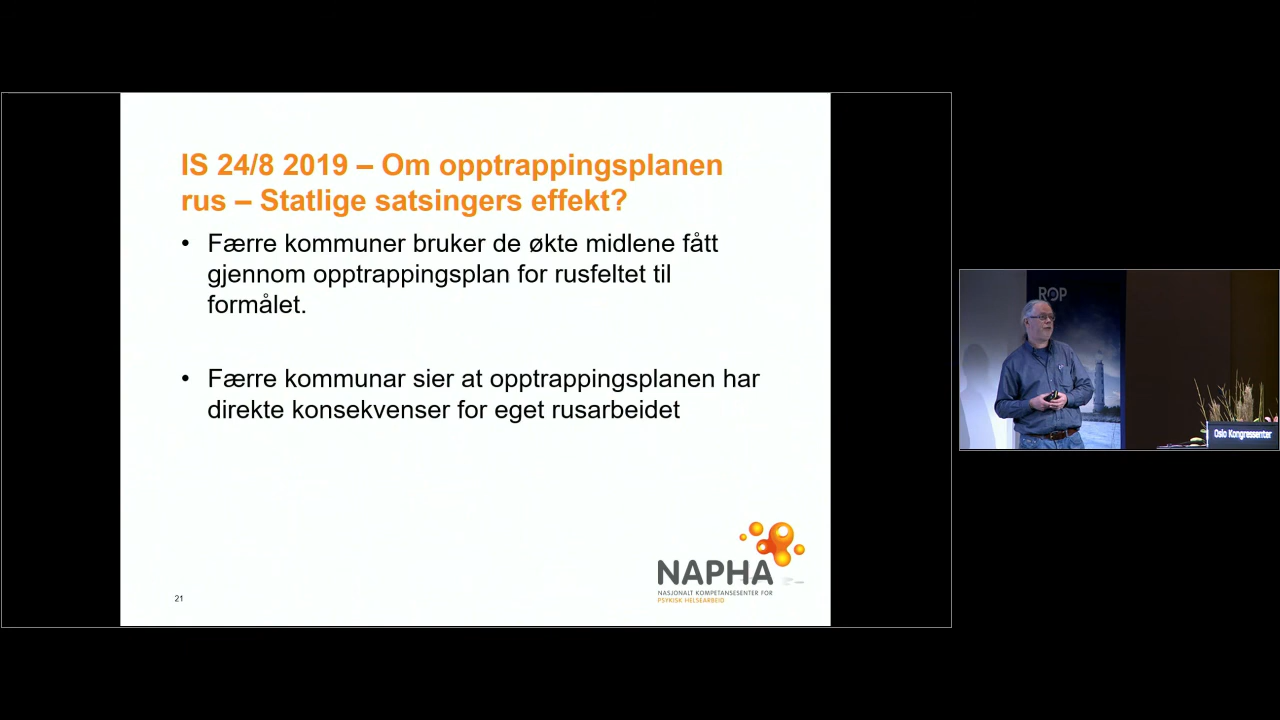 IS 24/8 2019 – Om opptrappingsplanen
rus – Statlige satsingers effekt?
• Færre kommuner bruker de økte midlene fått
gjennom opptrappingsplan for rusfeltet til
formålet.
• Færre kommunar sier at opptrappingsplanen har
direkte konsekvenser for eget rusarbeidet
NAPHA
NASJONALT KOMPETANSESENTER FOR
PSYKISK HELSEARBEID
21
ROP
Oslo Kongressenter